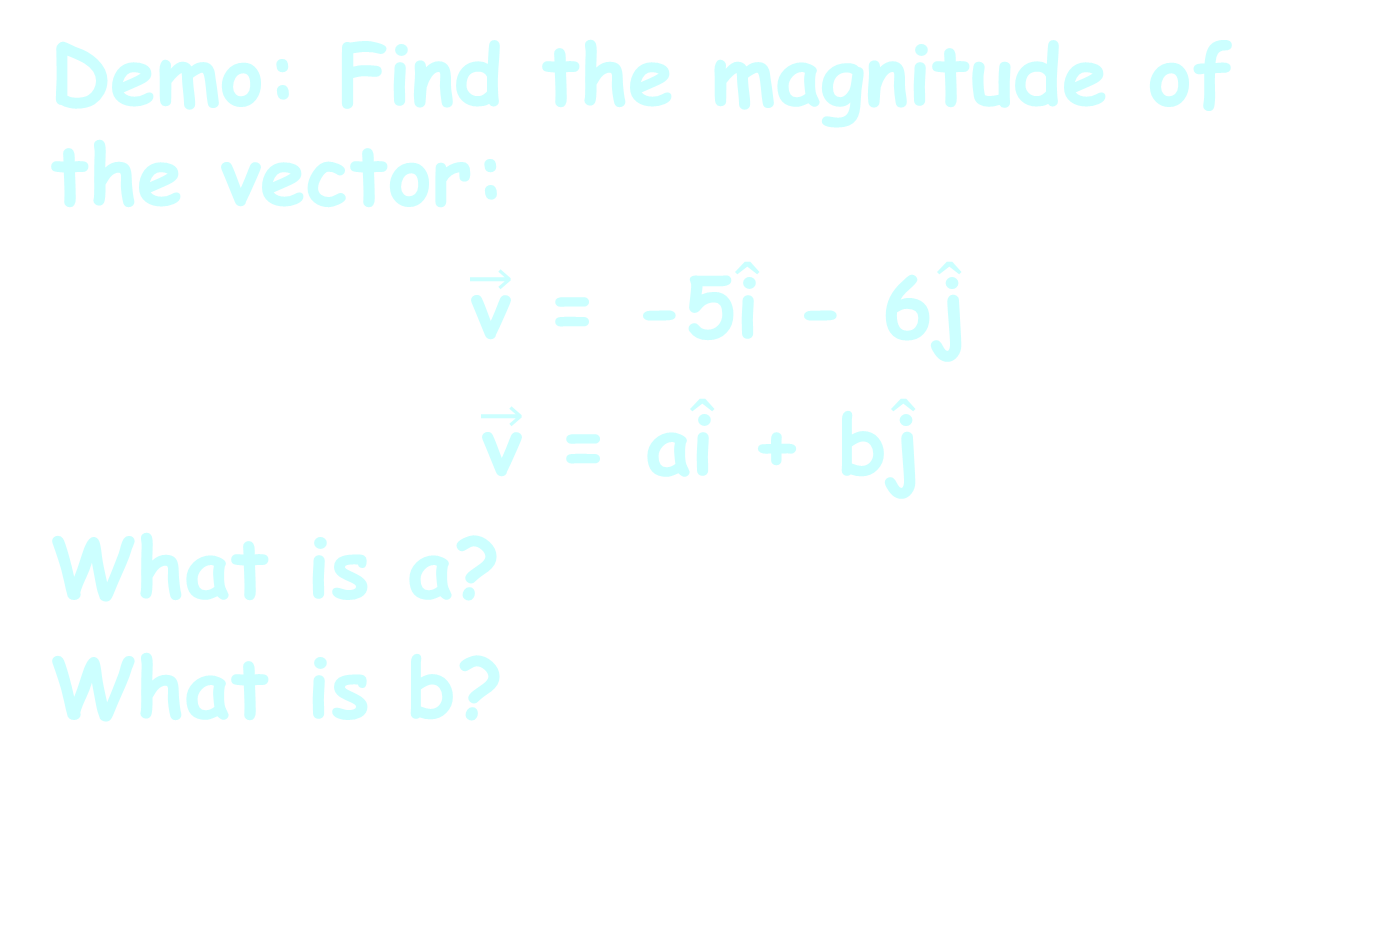 Demo: Find the magnitude of
the vector:
v⃗ = -5î - 6ĵ
v⃗ = aî + bĵ
What is a?
What is b?